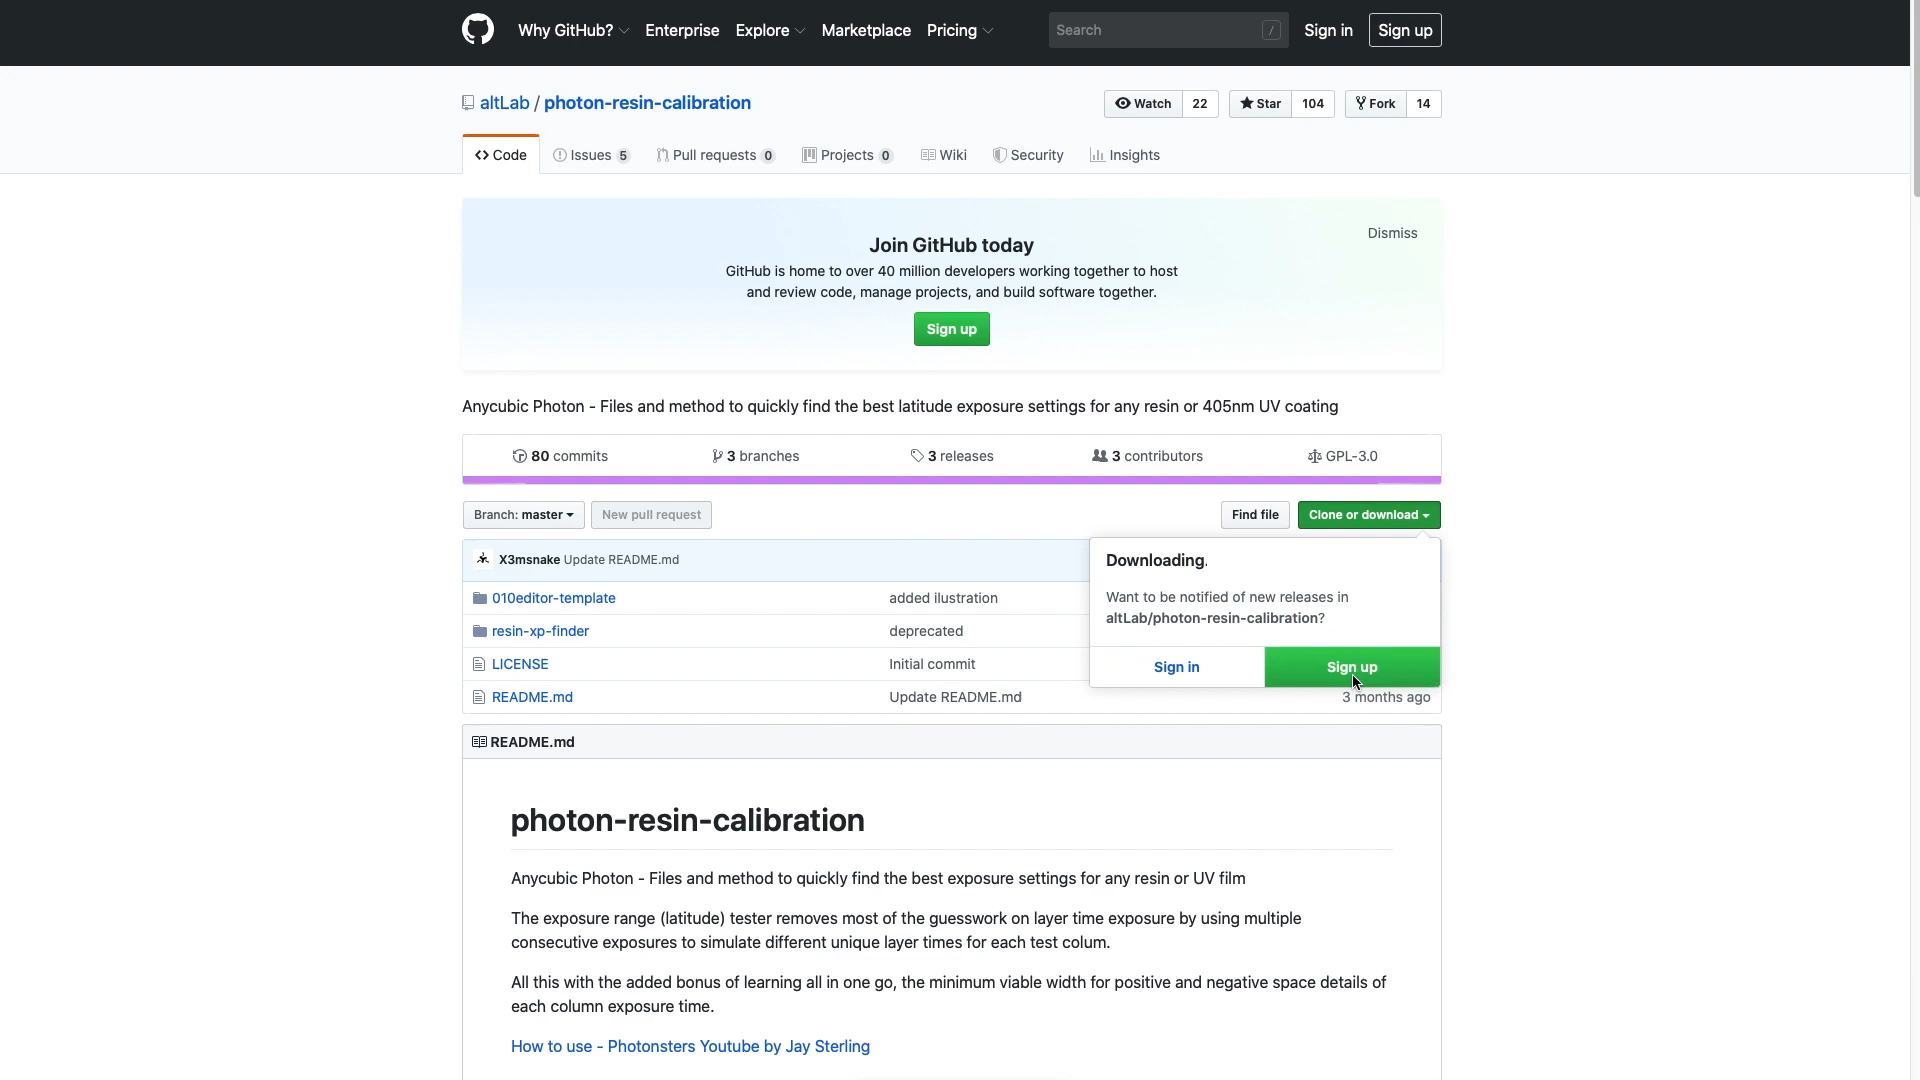 Why GitHub? Enterprise Explore Marketplace Pricing Search / Sign in Sign up
altLab / photon-resin-calibration Watch 22 Star 104 Fork 14
Code Issues 5 Pull requests 0 Projects 0 Wiki Security Insights
Dismiss
Join GitHub today
GitHub is home to over 40 million developers working together to host
and review code, manage projects, and build software together.
Sign up
Anycubic Photon - Files and method to quickly find the best latitude exposure settings for any resin or 405nm UV coating
80 commits 3 branches 3 releases 3 contributors GPL-3.0
Branch: master New pull request Find file Clone or download
X3msnake Update README.md
010editor-template added ilustration
resin-xp-finder deprecated
LICENSE Initial commit
README.md Update README.md 3 months ago
Downloading.
Want to be notified of new releases in
altLab/photon-resin-calibration?
Sign in Sign up
README.md
photon-resin-calibration
Anycubic Photon - Files and method to quickly find the best exposure settings for any resin or UV film
The exposure range (latitude) tester removes most of the guesswork on layer time exposure by using multiple
consecutive exposures to simulate different unique layer times for each test colum.
All this with the added bonus of learning all in one go, the minimum viable width for positive and negative space details of
each column exposure time.
How to use - Photonsters Youtube by Jay Sterling